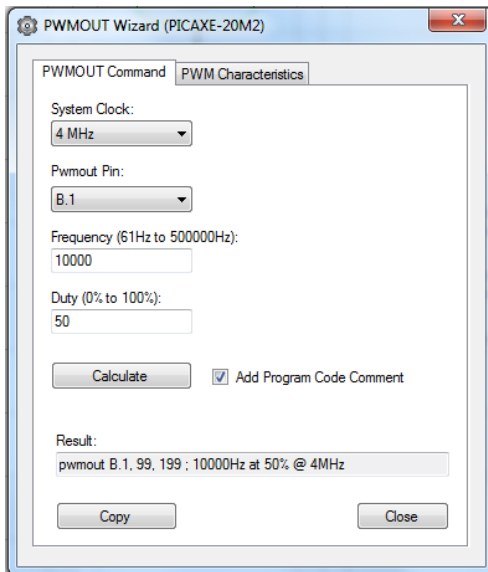 PWMOUT Wizard (PICAXE-20M2)
PWMOUT Command PWM Characteristics
System Clock:
4 MHz
Pwmout Pin:
B.1
Frequency (61Hz to 500000Hz):
10000
Duty (0% to 100%):
50
Calculate Add Program Code Comment
Result:
pwmout B.1, 99, 199 ; 10000Hz at 50% @ 4MHz
Copy Close